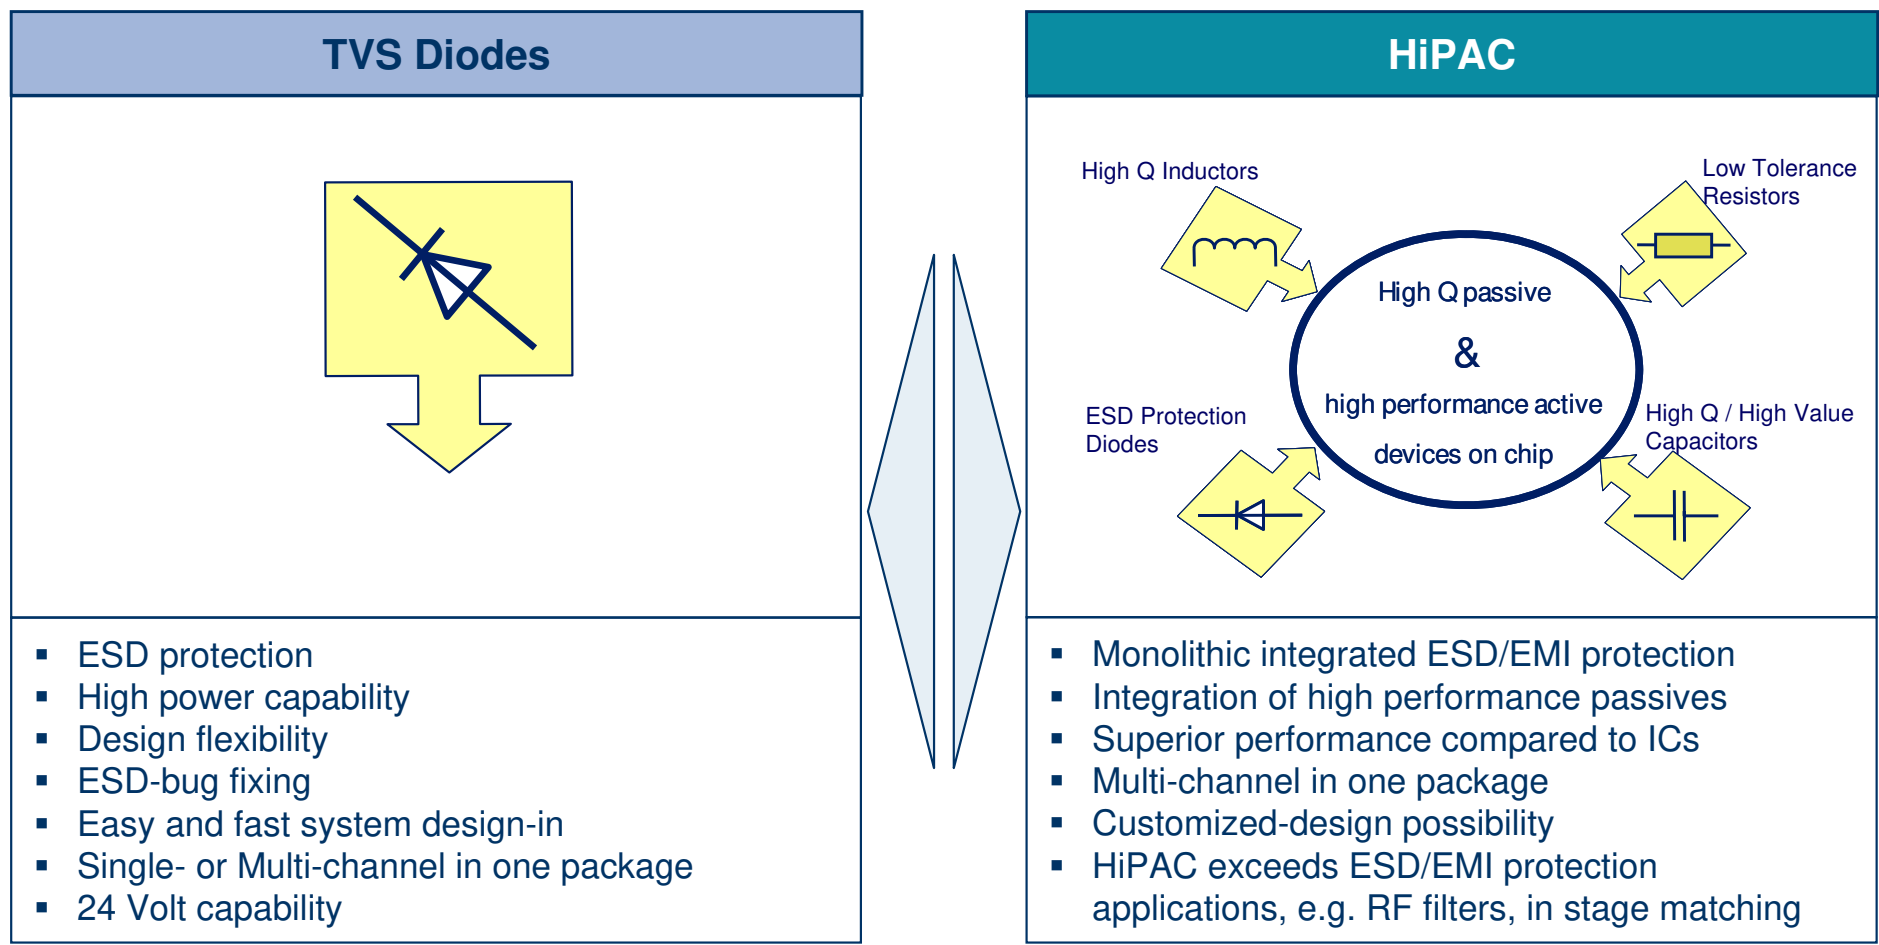 TVS Diodes
▪ ESD protection
▪ High power capability
▪ Design flexibility
▪ ESD-bug fixing
▪ Easy and fast system design-in
▪ Single- or Multi-channel in one package
▪ 24 Volt capability
HiPAC
High Q Inductors
Low Tolerance
Resistors
High Q passive
&
high performance active
devices on chip
ESD Protection
Diodes
High Q / High Value
Capacitors
▪ Monolithic integrated ESD/EMI protection
▪ Integration of high performance passives
▪ Superior performance compared to ICs
▪ Multi-channel in one package
▪ Customized-design possibility
▪ HiPAC exceeds ESD/EMI protection
applications, e.g. RF filters, in stage matching